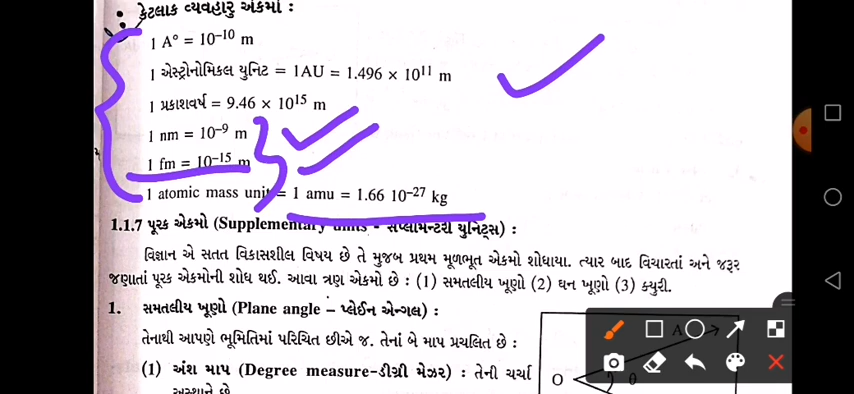 કેટલાક વ્યવહારુ એકમો :
1 A° = 10⁻¹⁰ m
1 એસ્ટ્રોનોમિકલ યુનિટ = 1AU = 1.496 × 10¹¹ m
1 પ્રકાશવર્ષ = 9.46 × 10¹⁵ m
1 nm = 10⁻⁹ m
1 fm = 10⁻¹⁵ m
1 atomic mass unit = 1 amu = 1.66 10⁻²⁷ kg
1.1.7 પૂરક એકમો (Supplementary units - સપ્લીમેન્ટરી યુનિટ્સ) :
વિજ્ઞાન એ સતત વિકાસશીલ વિષય છે તે મુજબ પ્રથમ મૂળભૂત એકમો શોધાયા. ત્યાર બાદ વિચારતાં અને જરૂર
જણાતાં પૂરક એકમોની શોધ થઈ. આવા ત્રણ એકમો છે : (1) સમતલીય ખૂણો (2) ઘન ખૂણો (3) ક્યુરી.
1. સમતલીય ખૂણો (Plane angle - પ્લેઈન એન્ગલ) :
તેનાથી આપણે ભૂમિતિમાં પરિચિત છીએ જ. તેનાં બે માપ પ્રચલિત છે :
A
(1) અંશ માપ (Degree measure-ડીગ્રી મેઝર) : તેની ચર્ચા
O θ
અસ્થાને છે.